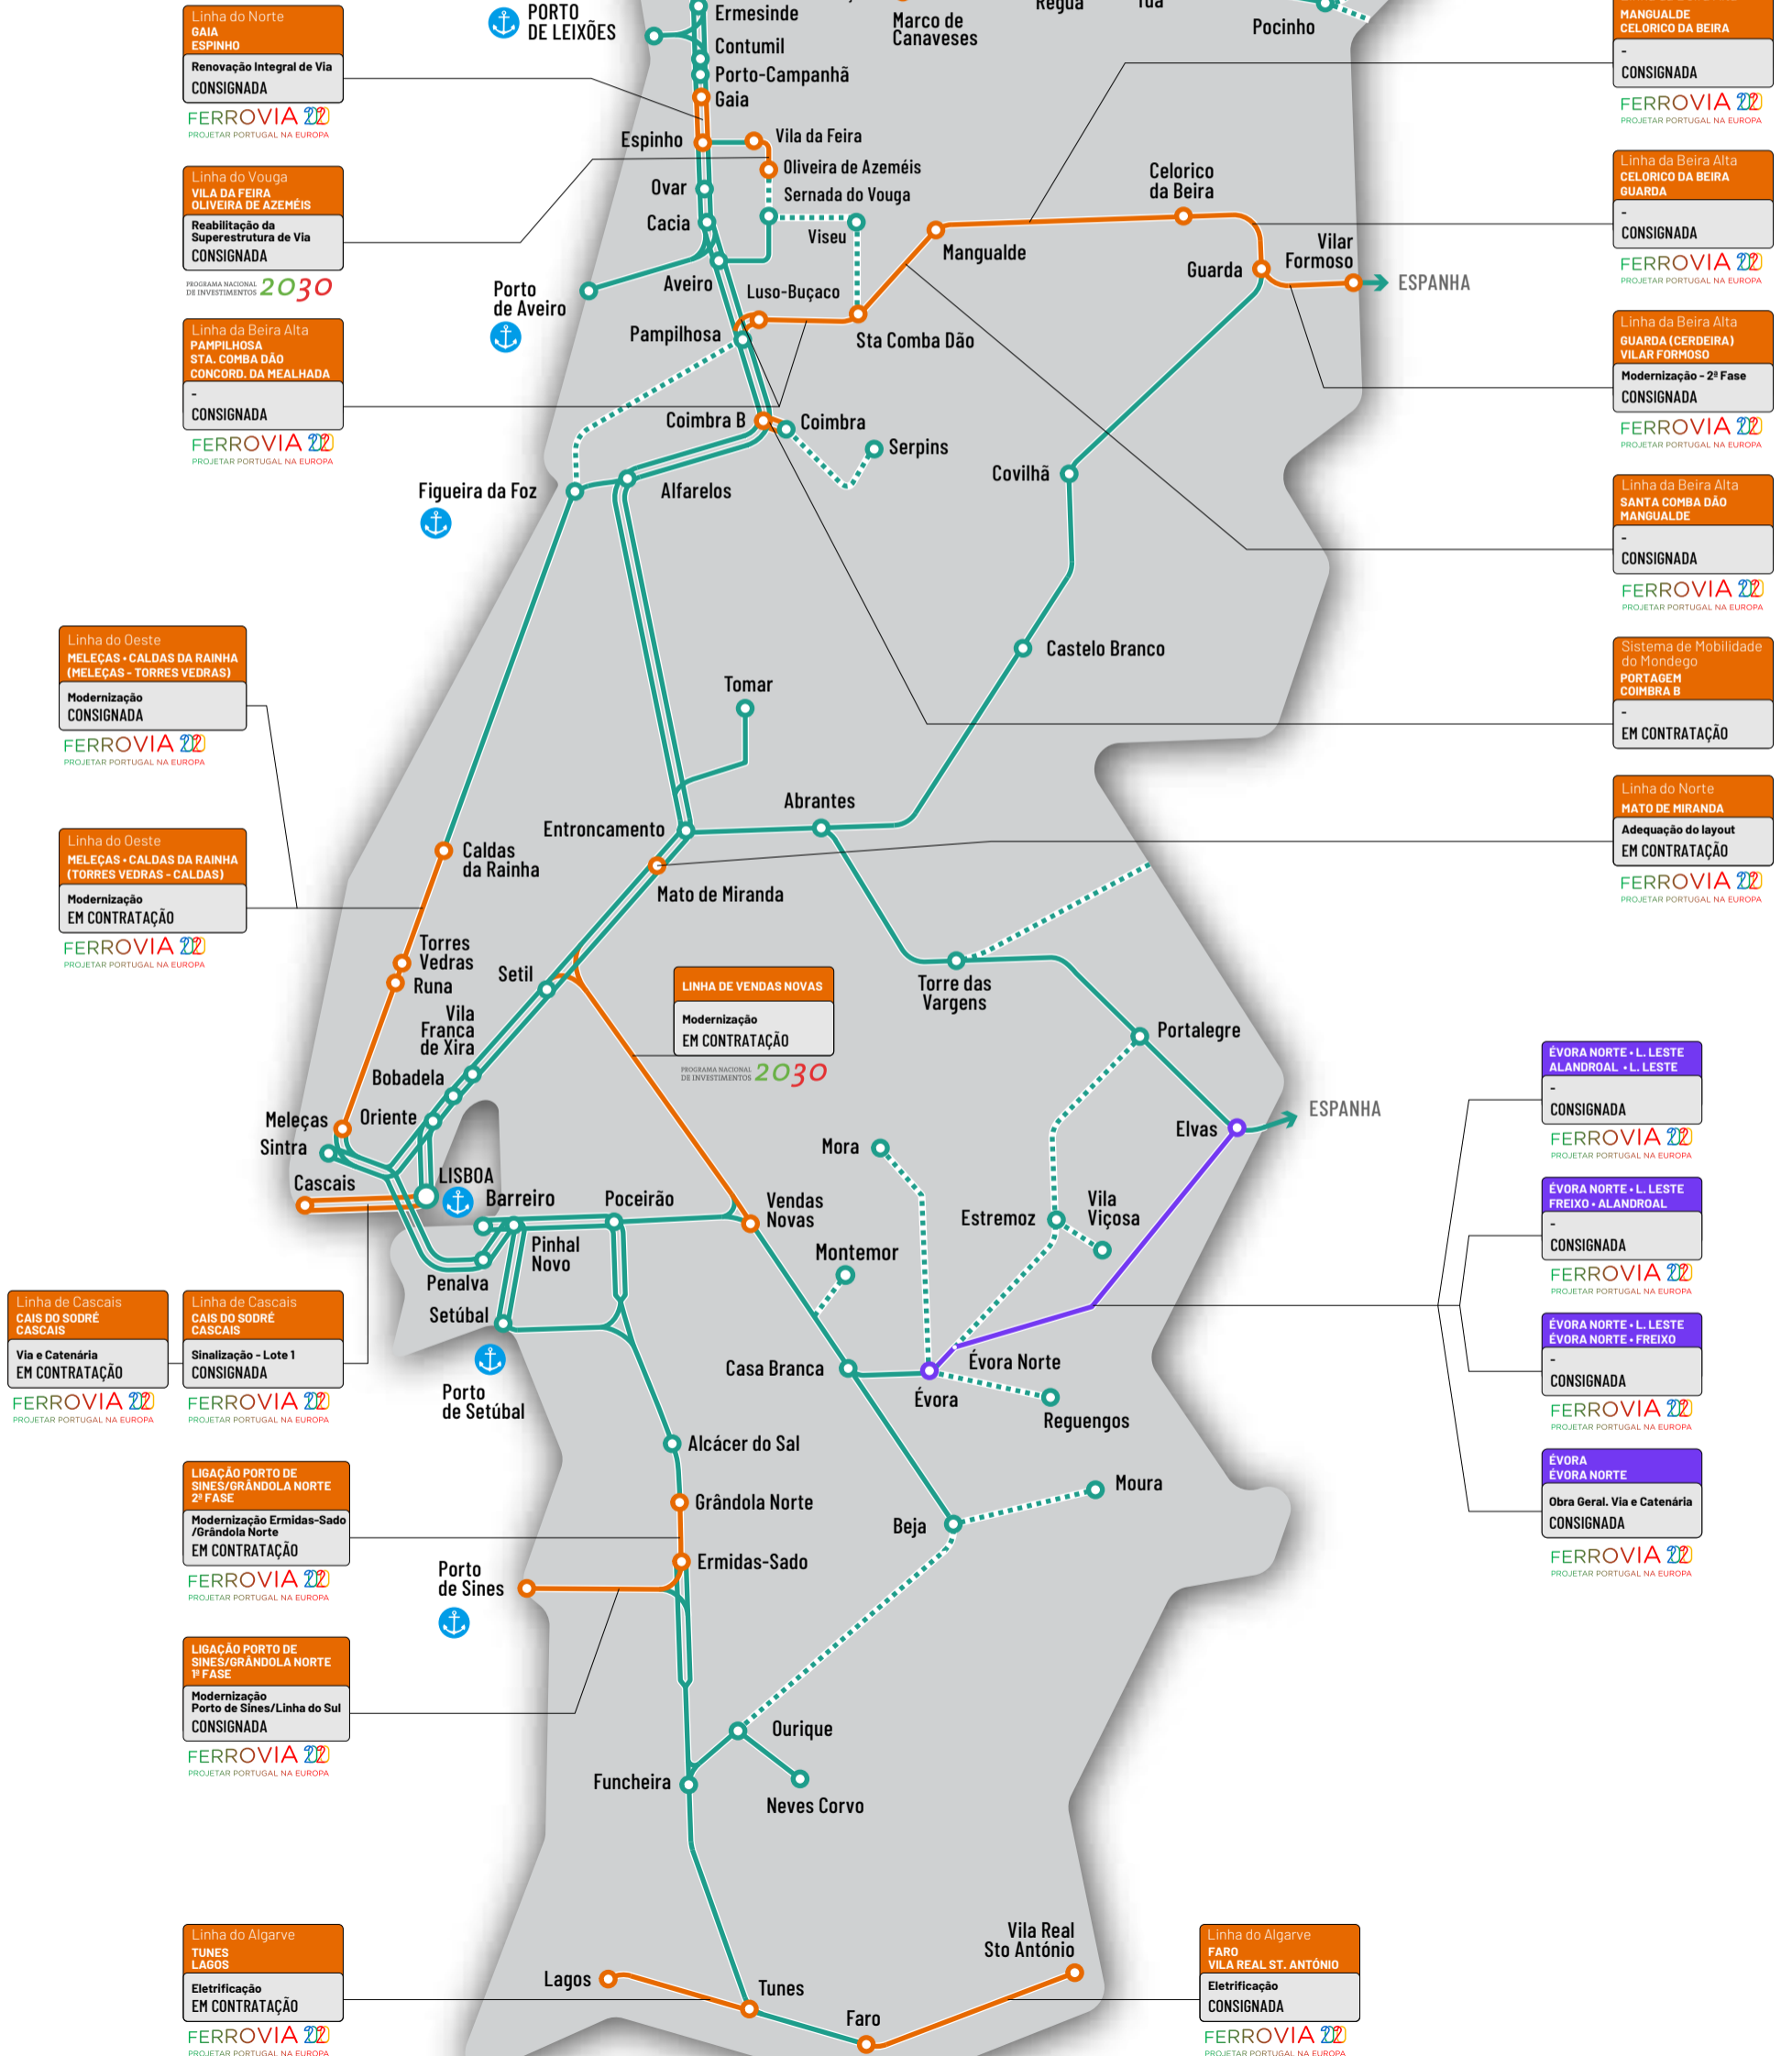 Linha do Norte
GAIA
ESPINHO
Renovação Integral de Via
CONSIGNADA
FERROVIA 2020
PROJETAR PORTUGAL NA EUROPA
Linha do Vouga
VILA DA FEIRA
OLIVEIRA DE AZEMÉIS
Reabilitação da
Superestrutura de Via
CONSIGNADA
PROGRAMA NACIONAL
DE INVESTIMENTOS 2030
Linha da Beira Alta
PAMPILHOSA
STA. COMBA DÃO
CONCORD. DA MEALHADA
-
CONSIGNADA
FERROVIA 2020
PROJETAR PORTUGAL NA EUROPA
Linha do Oeste
MELEÇAS • CALDAS DA RAINHA
(MELEÇAS - TORRES VEDRAS)
Modernização
CONSIGNADA
FERROVIA 2020
PROJETAR PORTUGAL NA EUROPA
Linha do Oeste
MELEÇAS • CALDAS DA RAINHA
(TORRES VEDRAS - CALDAS)
Modernização
EM CONTRATAÇÃO
FERROVIA 2020
PROJETAR PORTUGAL NA EUROPA
Linha de Cascais
CAIS DO SODRÉ
CASCAIS
Via e Catenária
EM CONTRATAÇÃO
FERROVIA 2020
PROJETAR PORTUGAL NA EUROPA
Linha de Cascais
CAIS DO SODRÉ
CASCAIS
Sinalização - Lote 1
CONSIGNADA
FERROVIA 2020
PROJETAR PORTUGAL NA EUROPA
LIGAÇÃO PORTO DE
SINES/GRÂNDOLA NORTE
2ª FASE
Modernização Ermidas-Sado
/Grândola Norte
EM CONTRATAÇÃO
FERROVIA 2020
PROJETAR PORTUGAL NA EUROPA
LIGAÇÃO PORTO DE
SINES/GRÂNDOLA NORTE
1ª FASE
Modernização
Porto de Sines/Linha do Sul
CONSIGNADA
FERROVIA 2020
PROJETAR PORTUGAL NA EUROPA
Linha do Algarve
TUNES
LAGOS
Eletrificação
EM CONTRATAÇÃO
FERROVIA 2020
PROJETAR PORTUGAL NA EUROPA
PORTO
DE LEIXÕES
Ermesinde
Contumil
Porto-Campanhã
Gaia
Marco de
Canaveses
Régua
Tua
Pocinho
Espinho
Vila da Feira
Oliveira de Azeméis
Ovar
Sernada do Vouga
Cacia
Viseu
Celorico
da Beira
Mangualde
Vilar
Formoso
Guarda
ESPANHA
Aveiro
Porto
de Aveiro
Luso-Buçaco
Pampilhosa
Sta Comba Dão
Coimbra B
Coimbra
Serpins
Covilhã
Figueira da Foz
Alfarelos
Castelo Branco
Tomar
Abrantes
Entroncamento
Caldas
da Rainha
Mato de Miranda
Torres
Vedras
Runa
Setil
Torre das
Vargens
Vila
Franca
de Xira
LINHA DE VENDAS NOVAS
Modernização
EM CONTRATAÇÃO
PROGRAMA NACIONAL
DE INVESTIMENTOS 2030
Portalegre
Bobadela
Oriente
Meleças
Sintra
Cascais
LISBOA
Barreiro
Poceirão
Mora
Elvas
ESPANHA
Vendas
Novas
Estremoz
Vila
Viçosa
Pinhal
Novo
Penalva
Montemor
Setúbal
Porto
de Setúbal
Casa Branca
Évora Norte
Évora
Reguengos
Alcácer do Sal
Grândola Norte
Moura
Beja
Ermidas-Sado
Porto
de Sines
Ourique
Funcheira
Neves Corvo
Vila Real
Sto António
Lagos
Tunes
Faro
MANGUALDE
CELORICO DA BEIRA
-
CONSIGNADA
FERROVIA 2020
PROJETAR PORTUGAL NA EUROPA
Linha da Beira Alta
CELORICO DA BEIRA
GUARDA
-
CONSIGNADA
FERROVIA 2020
PROJETAR PORTUGAL NA EUROPA
Linha da Beira Alta
GUARDA (CERDEIRA)
VILAR FORMOSO
Modernização - 2ª Fase
CONSIGNADA
FERROVIA 2020
PROJETAR PORTUGAL NA EUROPA
Linha da Beira Alta
SANTA COMBA DÃO
MANGUALDE
-
CONSIGNADA
FERROVIA 2020
PROJETAR PORTUGAL NA EUROPA
Sistema de Mobilidade
do Mondego
PORTAGEM
COIMBRA B
-
EM CONTRATAÇÃO
Linha do Norte
MATO DE MIRANDA
Adequação do layout
EM CONTRATAÇÃO
FERROVIA 2020
PROJETAR PORTUGAL NA EUROPA
ÉVORA NORTE • L. LESTE
ALANDROAL • L. LESTE
-
CONSIGNADA
FERROVIA 2020
PROJETAR PORTUGAL NA EUROPA
ÉVORA NORTE • L. LESTE
FREIXO • ALANDROAL
-
CONSIGNADA
FERROVIA 2020
PROJETAR PORTUGAL NA EUROPA
ÉVORA NORTE • L. LESTE
ÉVORA NORTE • FREIXO
-
CONSIGNADA
FERROVIA 2020
PROJETAR PORTUGAL NA EUROPA
ÉVORA
ÉVORA NORTE
Obra Geral. Via e Catenária
CONSIGNADA
FERROVIA 2020
PROJETAR PORTUGAL NA EUROPA
Linha do Algarve
FARO
VILA REAL ST. ANTÓNIO
Eletrificação
CONSIGNADA
FERROVIA 2020
PROJETAR PORTUGAL NA EUROPA